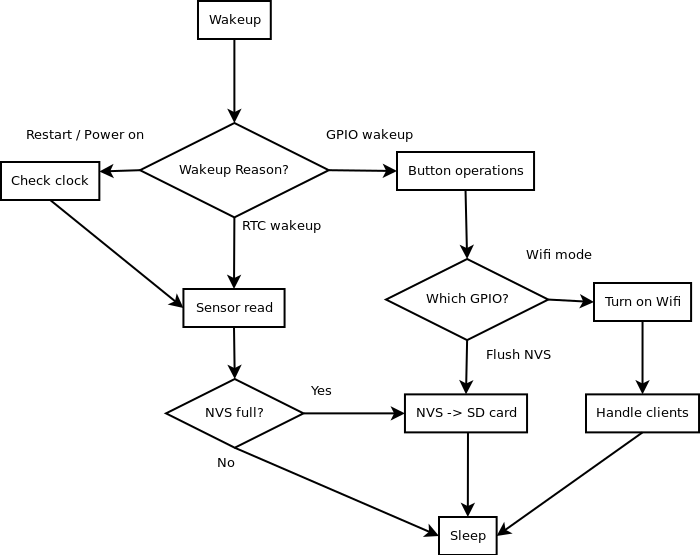 Wakeup
Restart / Power on
GPIO wakeup
Wakeup Reason?
Button operations
Check clock
RTC wakeup
Wifi mode
Which GPIO?
Turn on Wifi
Sensor read
Flush NVS
Yes
NVS full?
NVS -> SD card
Handle clients
No
Sleep